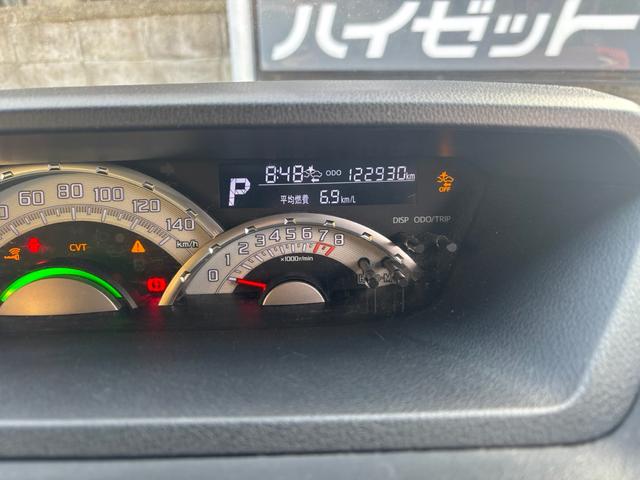 ハイゼット
8:48 ODO 122930km
P
平均燃費 6.9km/L
OFF
DISP ODO/TRIP
60 80 100 120 140
km/h
CVT
0 1 2 3 4 5 6 7 8
×1000r/min